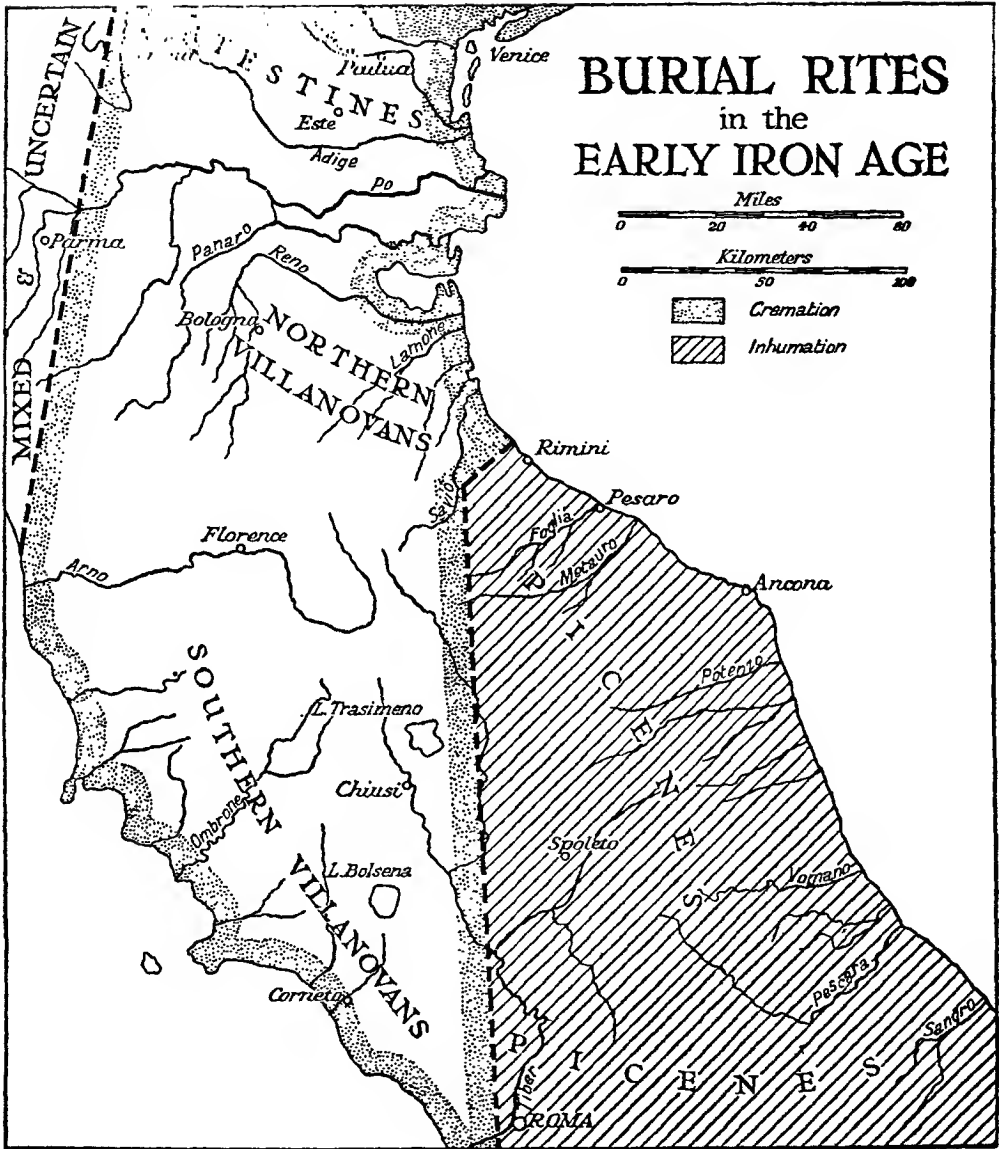 BURIAL RITES
in the
EARLY IRON AGE
Miles
0 20 40 60
Kilometers
0 50 100
Cremation
Inhumation
Venice
Padua
Este
Adige
Po
UNCERTAIN
&
MIXED
Parma
Panaro
Reno
Bologna
NORTHERN
VILLANOVANS
Lamone
Savio
Rimini
Pesaro
Foglia
Metauro
Ancona
Florence
Arno
PICENES
Potenza
SOUTHERN
VILLANOVANS
L. Trasimeno
Chiusi
Ombrone
L. Bolsena
Spoleto
Vomano
Corneto
Pescara
Sangro
PICENES
Tiber
ROMA